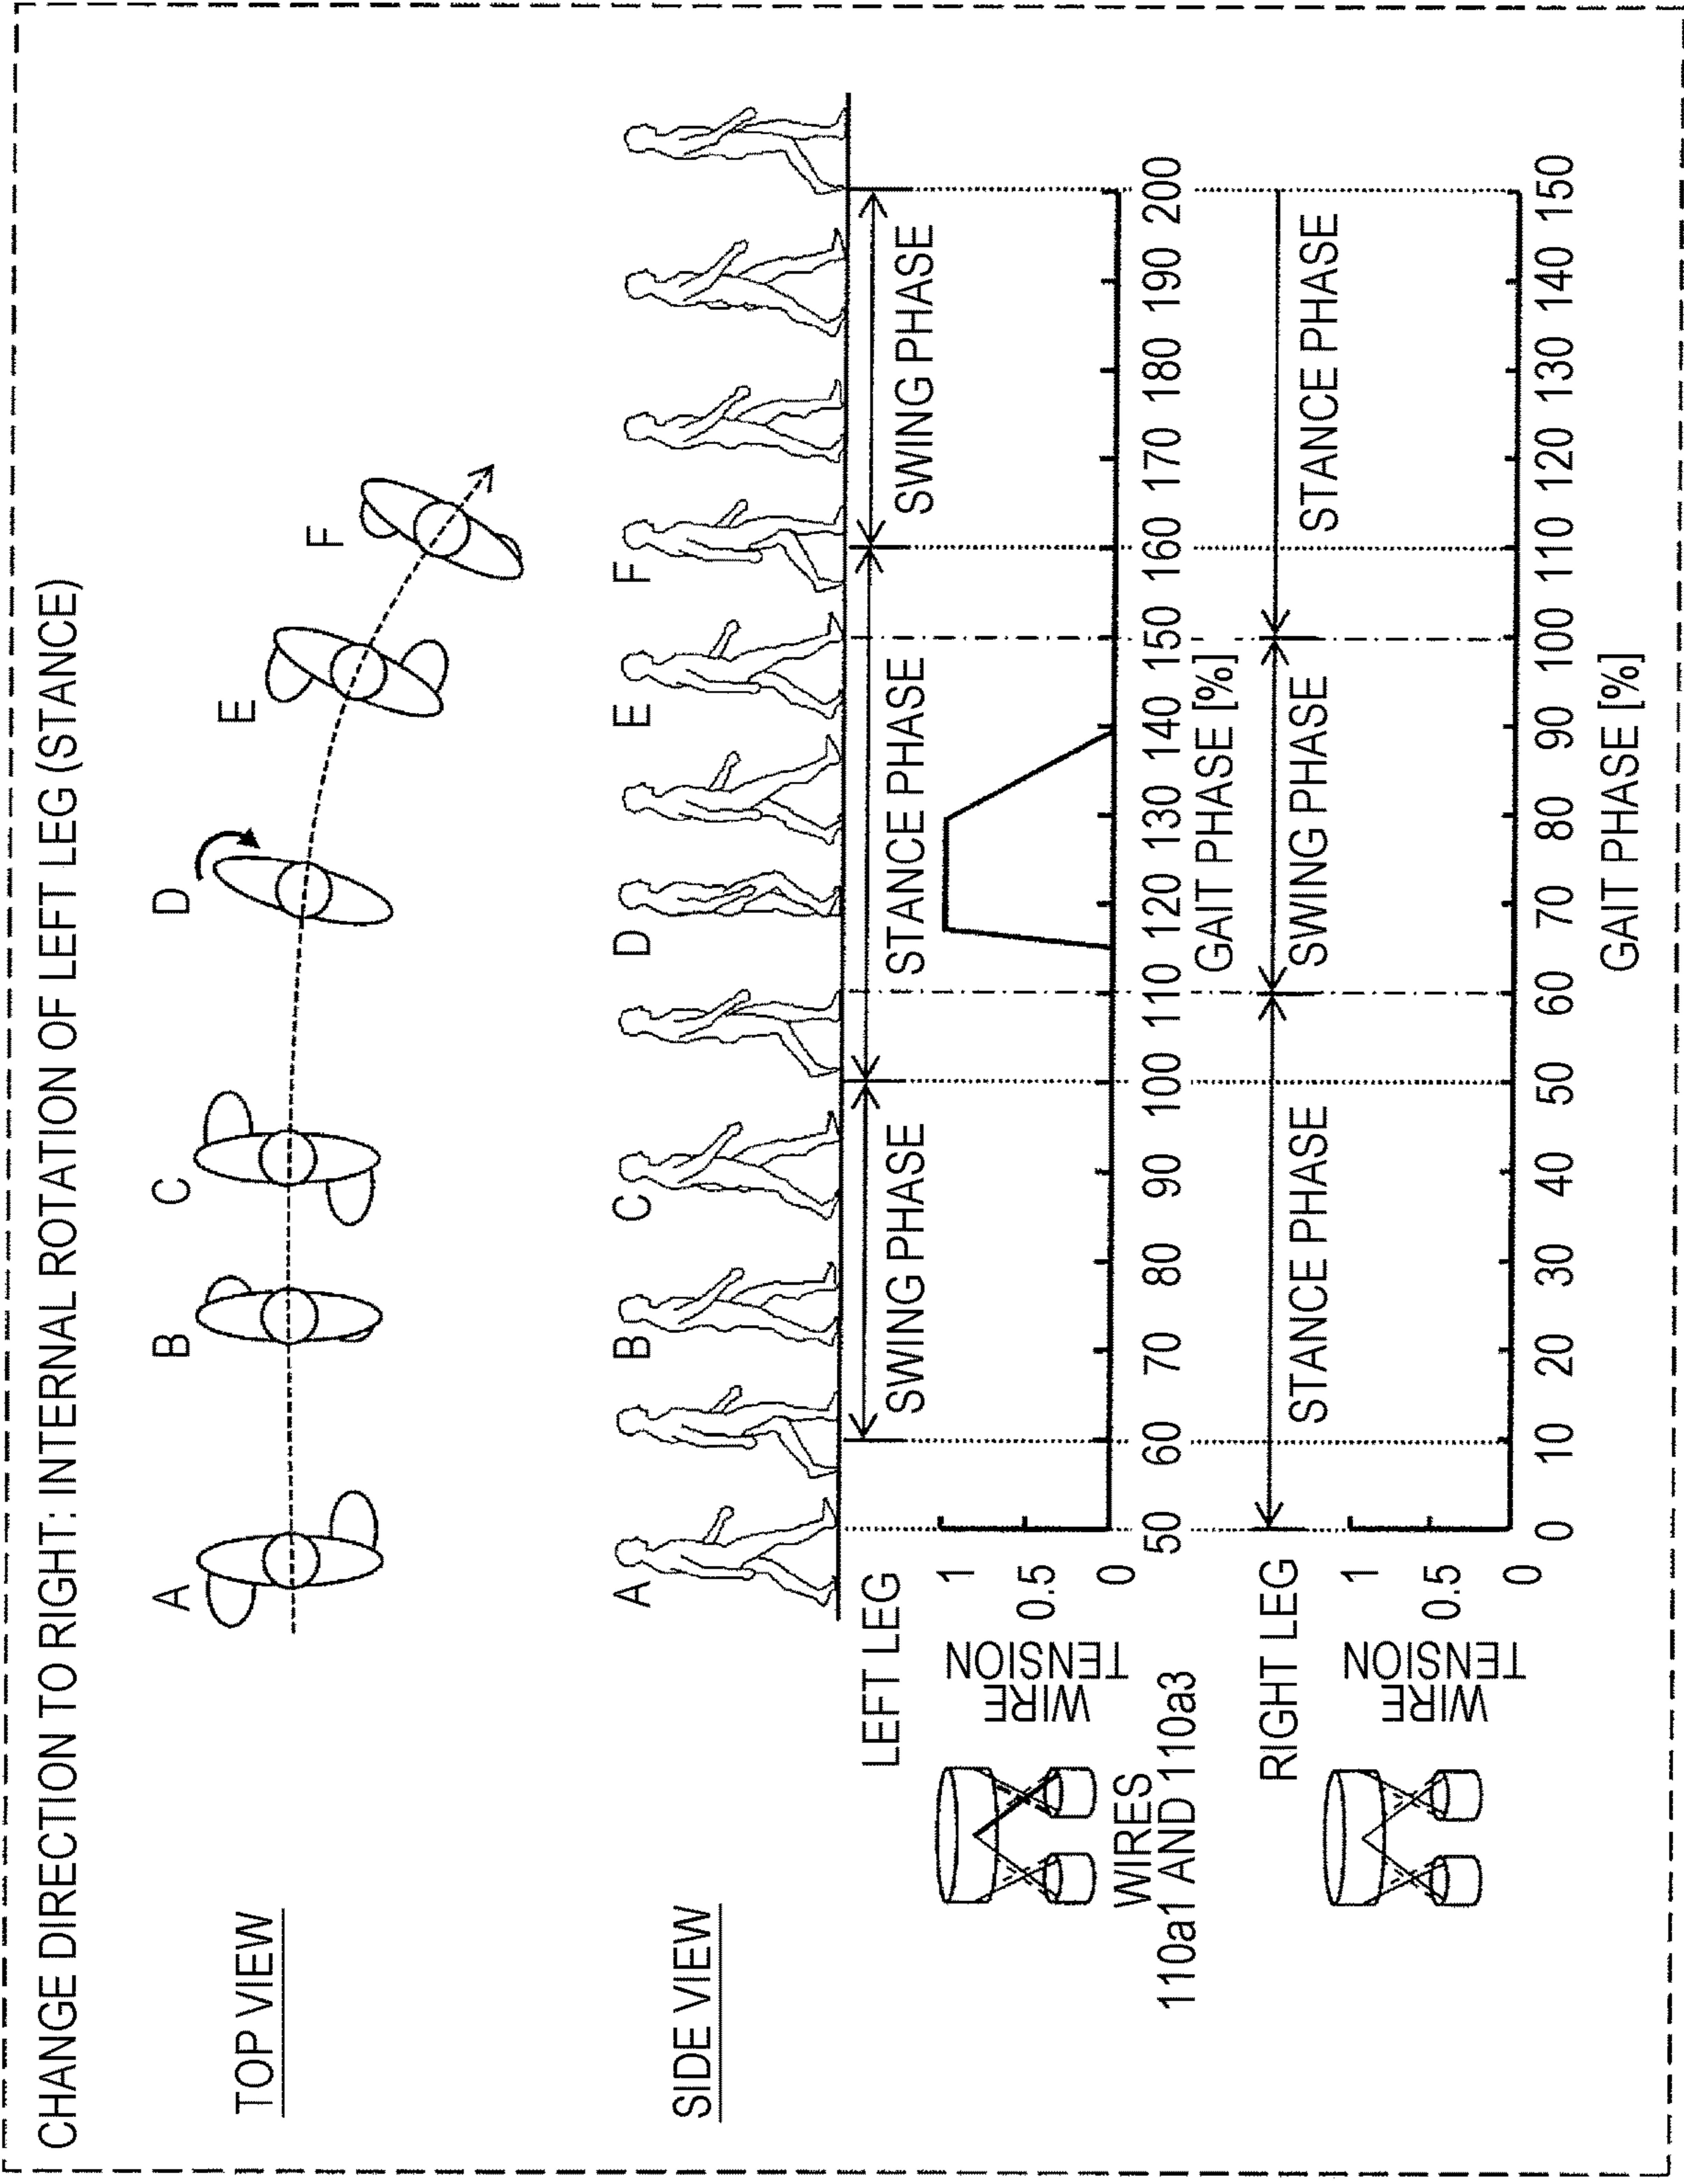 CHANGE DIRECTION TO RIGHT: INTERNAL ROTATION OF LEFT LEG (STANCE)
TOP VIEW
A B C D E F
SIDE VIEW
A B C D E F
LEFT LEG
SWING PHASE STANCE PHASE SWING PHASE
WIRE TENSION
1
0.5
0
WIRES
110a1 AND 110a3
50 60 70 80 90 100 110 120 130 140 150 160 170 180 190 200
GAIT PHASE [%]
RIGHT LEG
STANCE PHASE SWING PHASE STANCE PHASE
WIRE TENSION
1
0.5
0
0 10 20 30 40 50 60 70 80 90 100 110 120 130 140 150
GAIT PHASE [%]